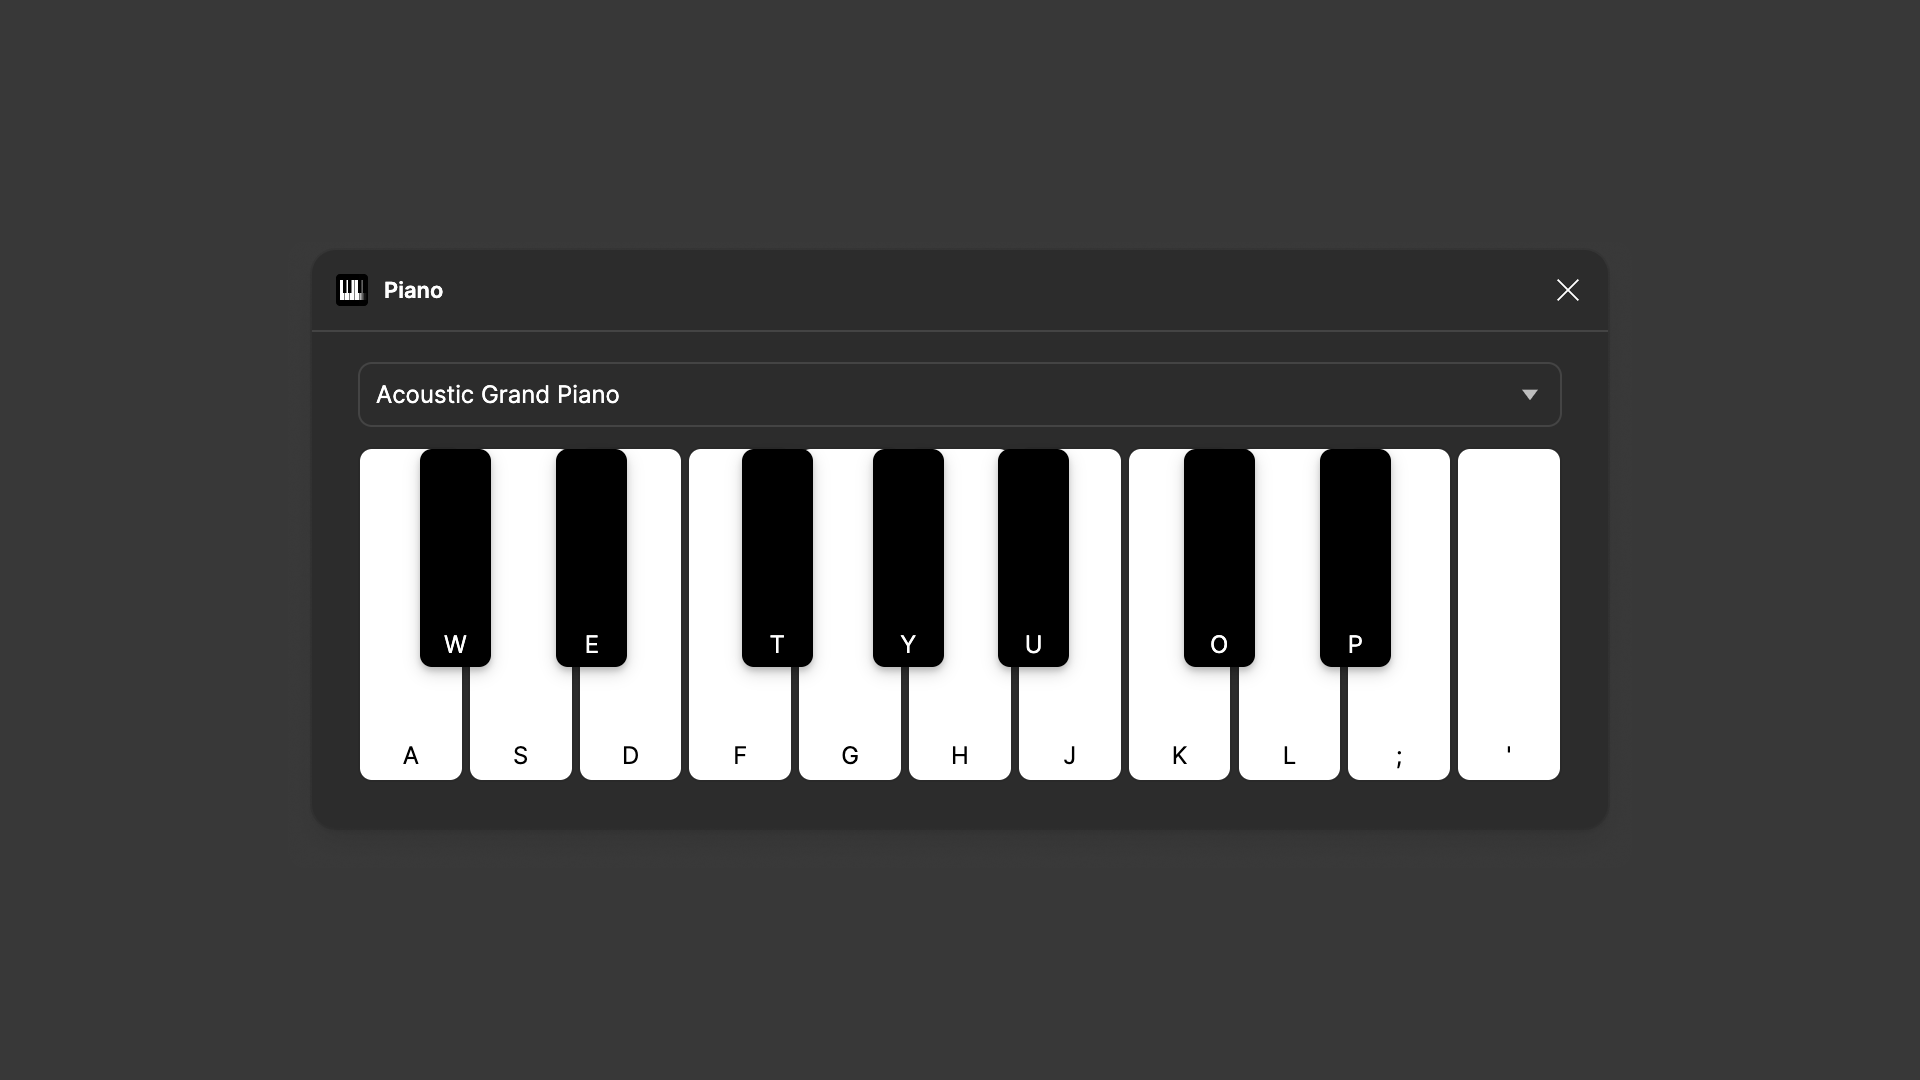 Piano
Acoustic Grand Piano
W E T Y U O P
A S D F G H J K L ; '